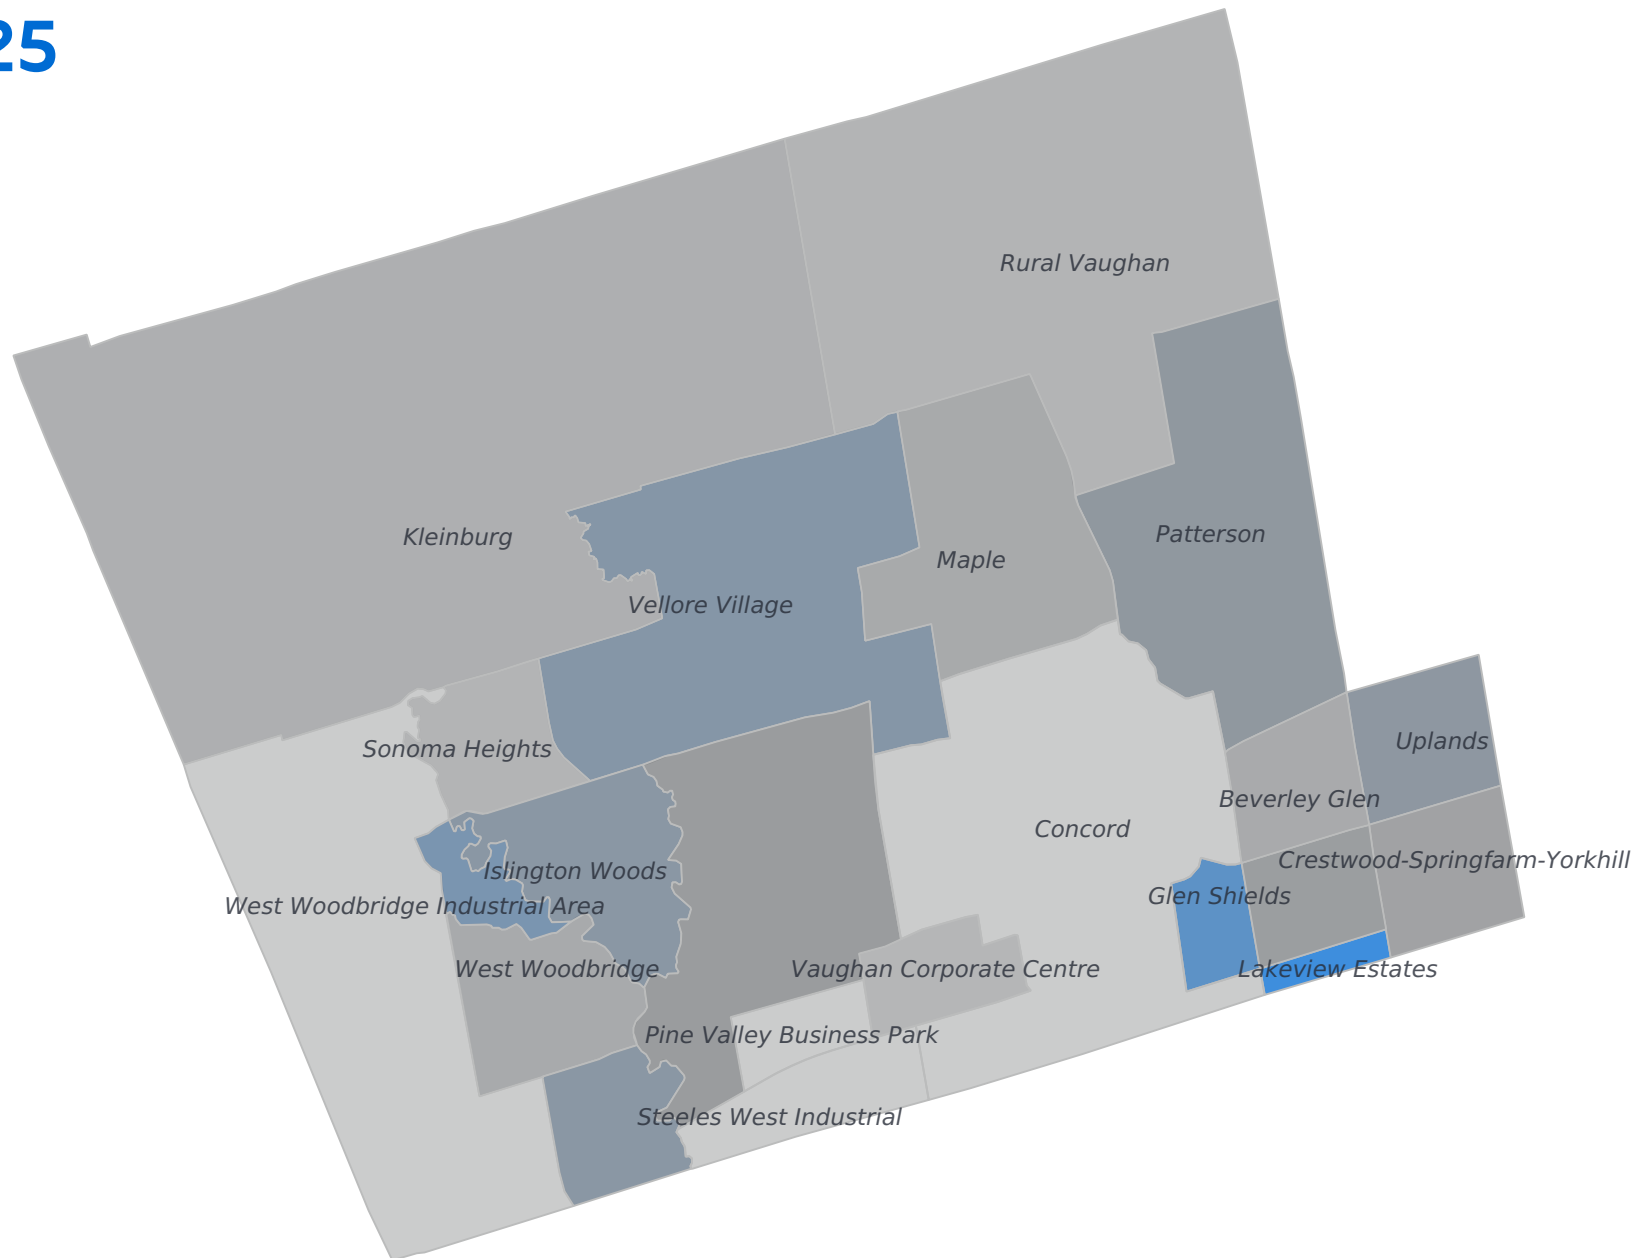 25
Rural Vaughan
Patterson
Kleinburg
Maple
Vellore Village
Uplands
Sonoma Heights
Beverley Glen
Concord
Crestwood-Springfarm-Yorkhill
Islington Woods
Glen Shields
West Woodbridge Industrial Area
West Woodbridge
Vaughan Corporate Centre
Lakeview Estates
Pine Valley Business Park
Steeles West Industrial